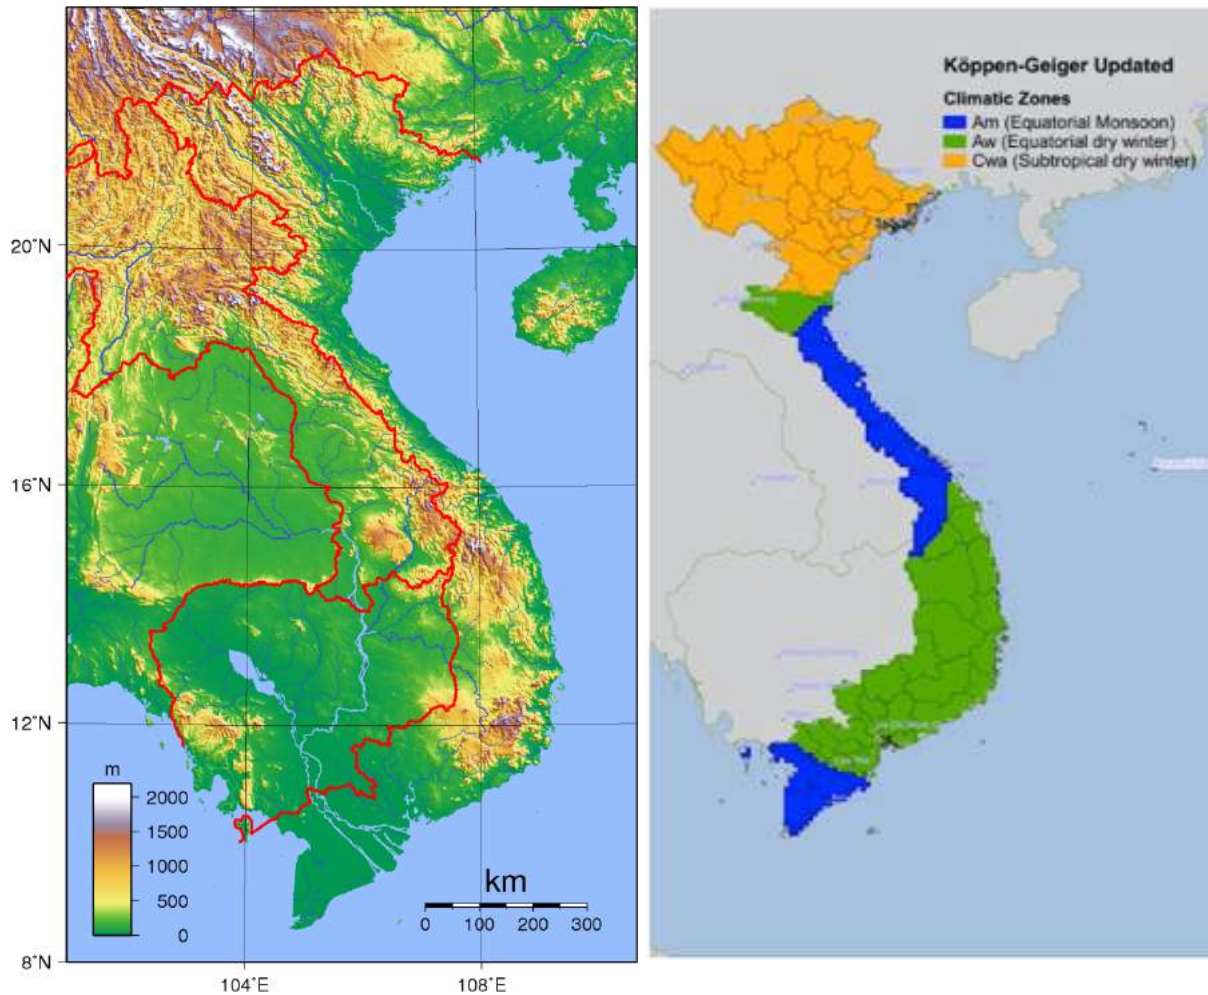 20°N
16°N
12°N
8°N
104°E
108°E
m
2000
1500
1000
500
0
km
0 100 200 300
Köppen-Geiger Updated
Climatic Zones
Am (Equatorial Monsoon)
Aw (Equatorial dry winter)
Cwa (Subtropical dry winter)